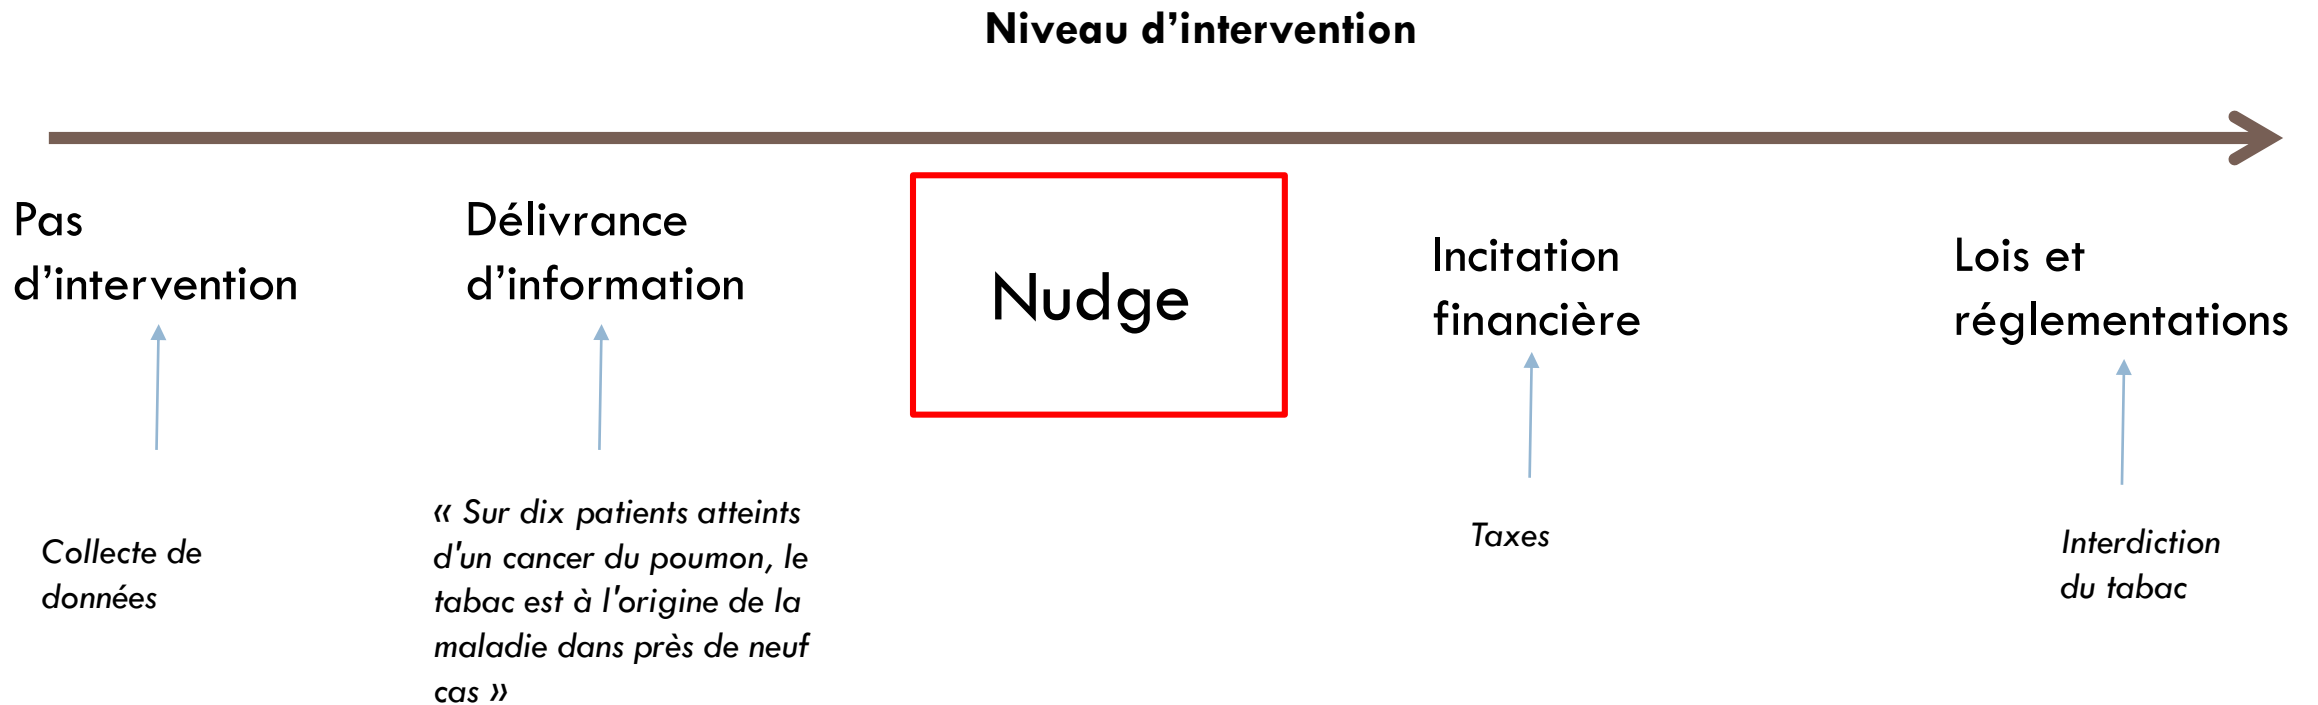 Niveau d’intervention
Pas
d’intervention
Délivrance
d’information
Nudge
Incitation
financière
Lois et
réglementations
Collecte de
données
« Sur dix patients atteints
d'un cancer du poumon, le
tabac est à l'origine de la
maladie dans près de neuf
cas »
Taxes
Interdiction
du tabac